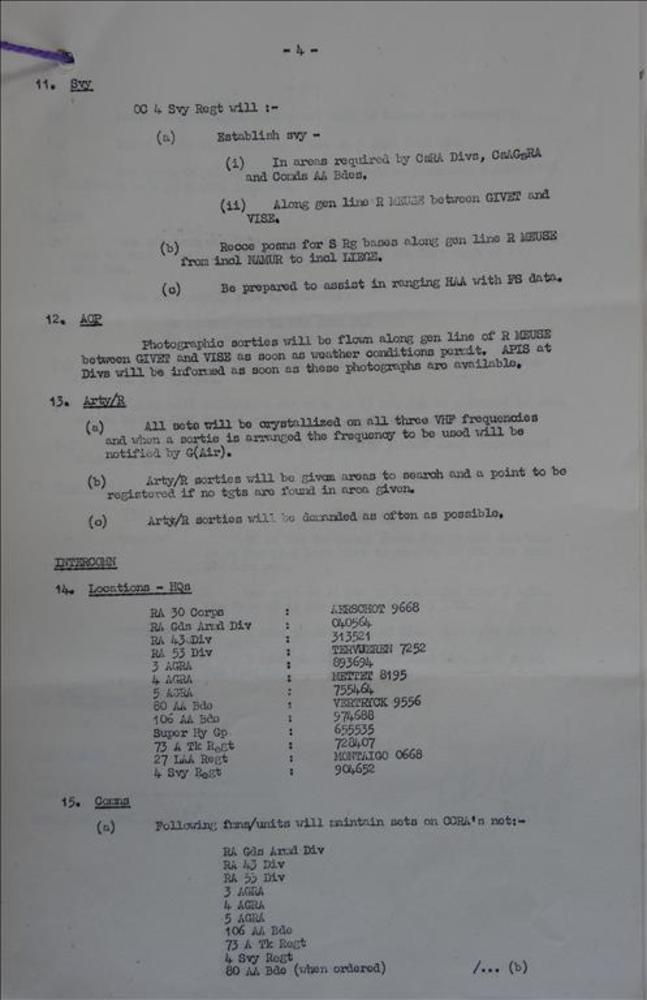 - 4 -
11. Svy
OC 4 Svy Regt will :-
(a) Establish svy -
(i) In areas required by CsRA Divs, CsAGsRA
and Comds AA Bdes.
(ii) Along gen line R MEUSE between GIVET and
VISE.
(b) Recce posns for S Rg bases along gen line R MEUSE
from incl NAMUR to incl LIEGE.
(c) Be prepared to assist in ranging HAA with FS data.
12. AOP
Photographic sorties will be flown along gen line of R MEUSE
between GIVET and VISE as soon as weather conditions permit. APIS at
Divs will be informed as soon as these photographs are available.
13. Arty/R
(a) All sets will be crystallized on all three VHF frequencies
and when a sortie is arranged the frequency to be used will be
notified by G(Air).
(b) Arty/R sorties will be given areas to search and a point to be
registered if no tgts are found in area given.
(c) Arty/R sorties will be demanded as often as possible.
INTERCOMN
14. Locations - HQs
RA 30 Corps : AERSCHOT 9668
RA Gds Armd Div : 040564
RA 43 Div : 313521
RA 53 Div : TERVUEREN 7252
3 AGRA : 893694
4 AGRA : METTET 8195
5 AGRA : 755464
80 AA Bde : VERTRYCK 9556
106 AA Bde : 974688
Super Hy Gp : 655535
73 A Tk Regt : 728407
27 LAA Regt : MONTAIGO 0668
4 Svy Regt : 904652
15. Comns
(a) Following fmns/units will maintain sets on CCRA's net:-
RA Gds Armd Div
RA 43 Div
RA 53 Div
3 AGRA
4 AGRA
5 AGRA
106 AA Bde
73 A Tk Regt
4 Svy Regt
80 AA Bde (when ordered)
/... (b)